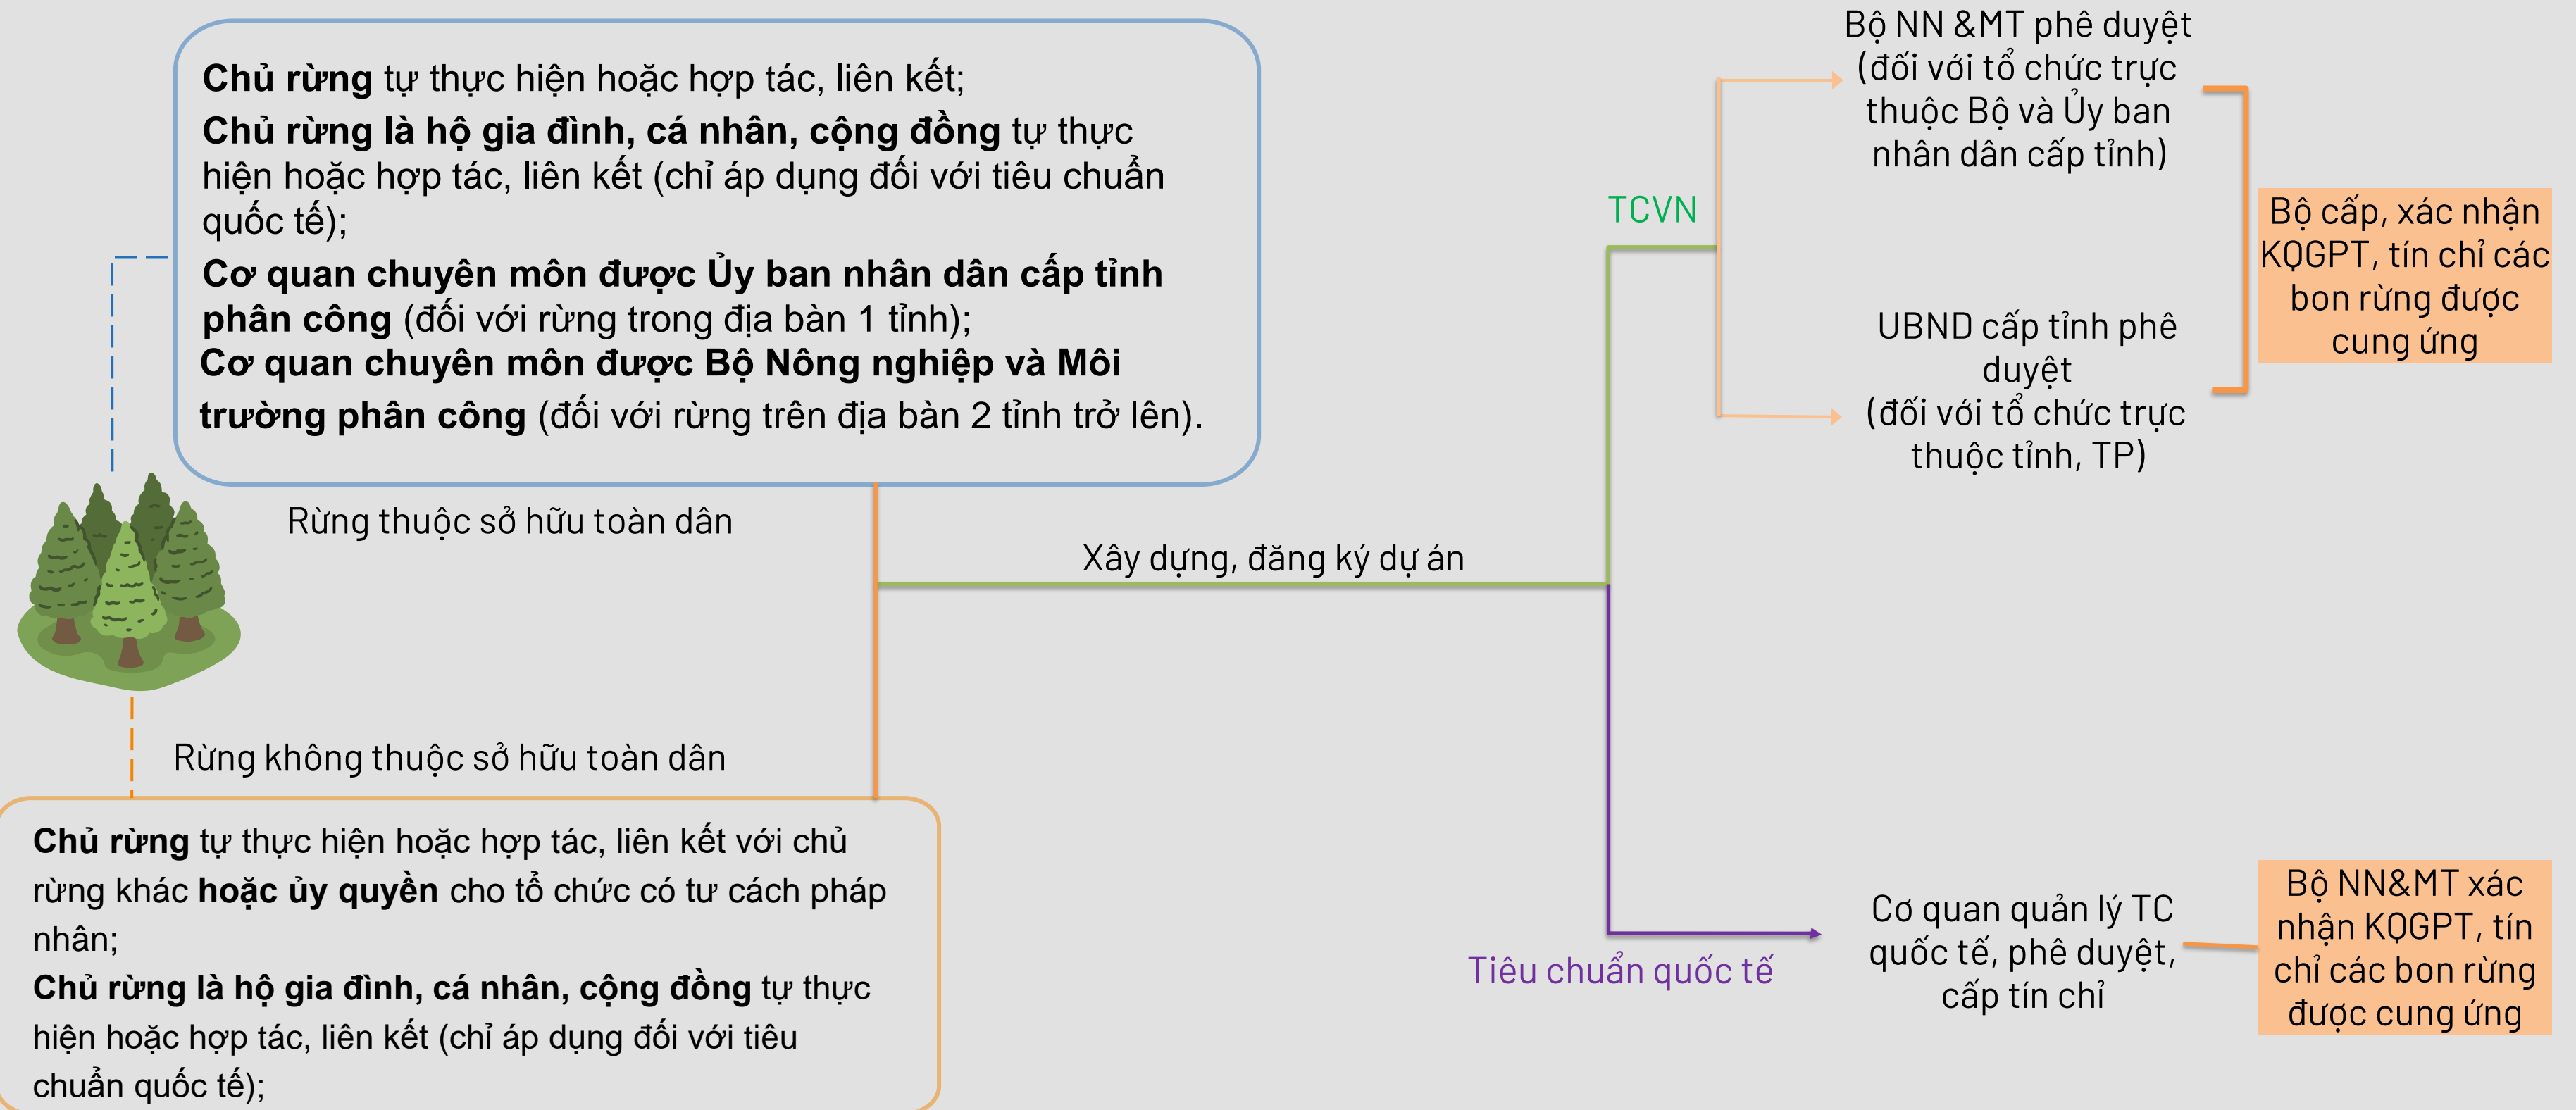 Chủ rừng tự thực hiện hoặc hợp tác, liên kết;
Chủ rừng là hộ gia đình, cá nhân, cộng đồng tự thực
hiện hoặc hợp tác, liên kết (chỉ áp dụng đối với tiêu chuẩn
quốc tế);
Cơ quan chuyên môn được Ủy ban nhân dân cấp tỉnh
phân công (đối với rừng trong địa bàn 1 tỉnh);
Cơ quan chuyên môn được Bộ Nông nghiệp và Môi
trường phân công (đối với rừng trên địa bàn 2 tỉnh trở lên).
Rừng thuộc sở hữu toàn dân
Rừng không thuộc sở hữu toàn dân
Chủ rừng tự thực hiện hoặc hợp tác, liên kết với chủ
rừng khác hoặc ủy quyền cho tổ chức có tư cách pháp
nhân;
Chủ rừng là hộ gia đình, cá nhân, cộng đồng tự thực
hiện hoặc hợp tác, liên kết (chỉ áp dụng đối với tiêu
chuẩn quốc tế);
Xây dựng, đăng ký dự án
TCVN
Bộ NN &MT phê duyệt
(đối với tổ chức trực
thuộc Bộ và Ủy ban
nhân dân cấp tỉnh)
UBND cấp tỉnh phê
duyệt
(đối với tổ chức trực
thuộc tỉnh, TP)
Bộ cấp, xác nhận
KQGPT, tín chỉ các
bon rừng được
cung ứng
Tiêu chuẩn quốc tế
Cơ quan quản lý TC
quốc tế, phê duyệt,
cấp tín chỉ
Bộ NN&MT xác
nhận KQGPT, tín
chỉ các bon rừng
được cung ứng